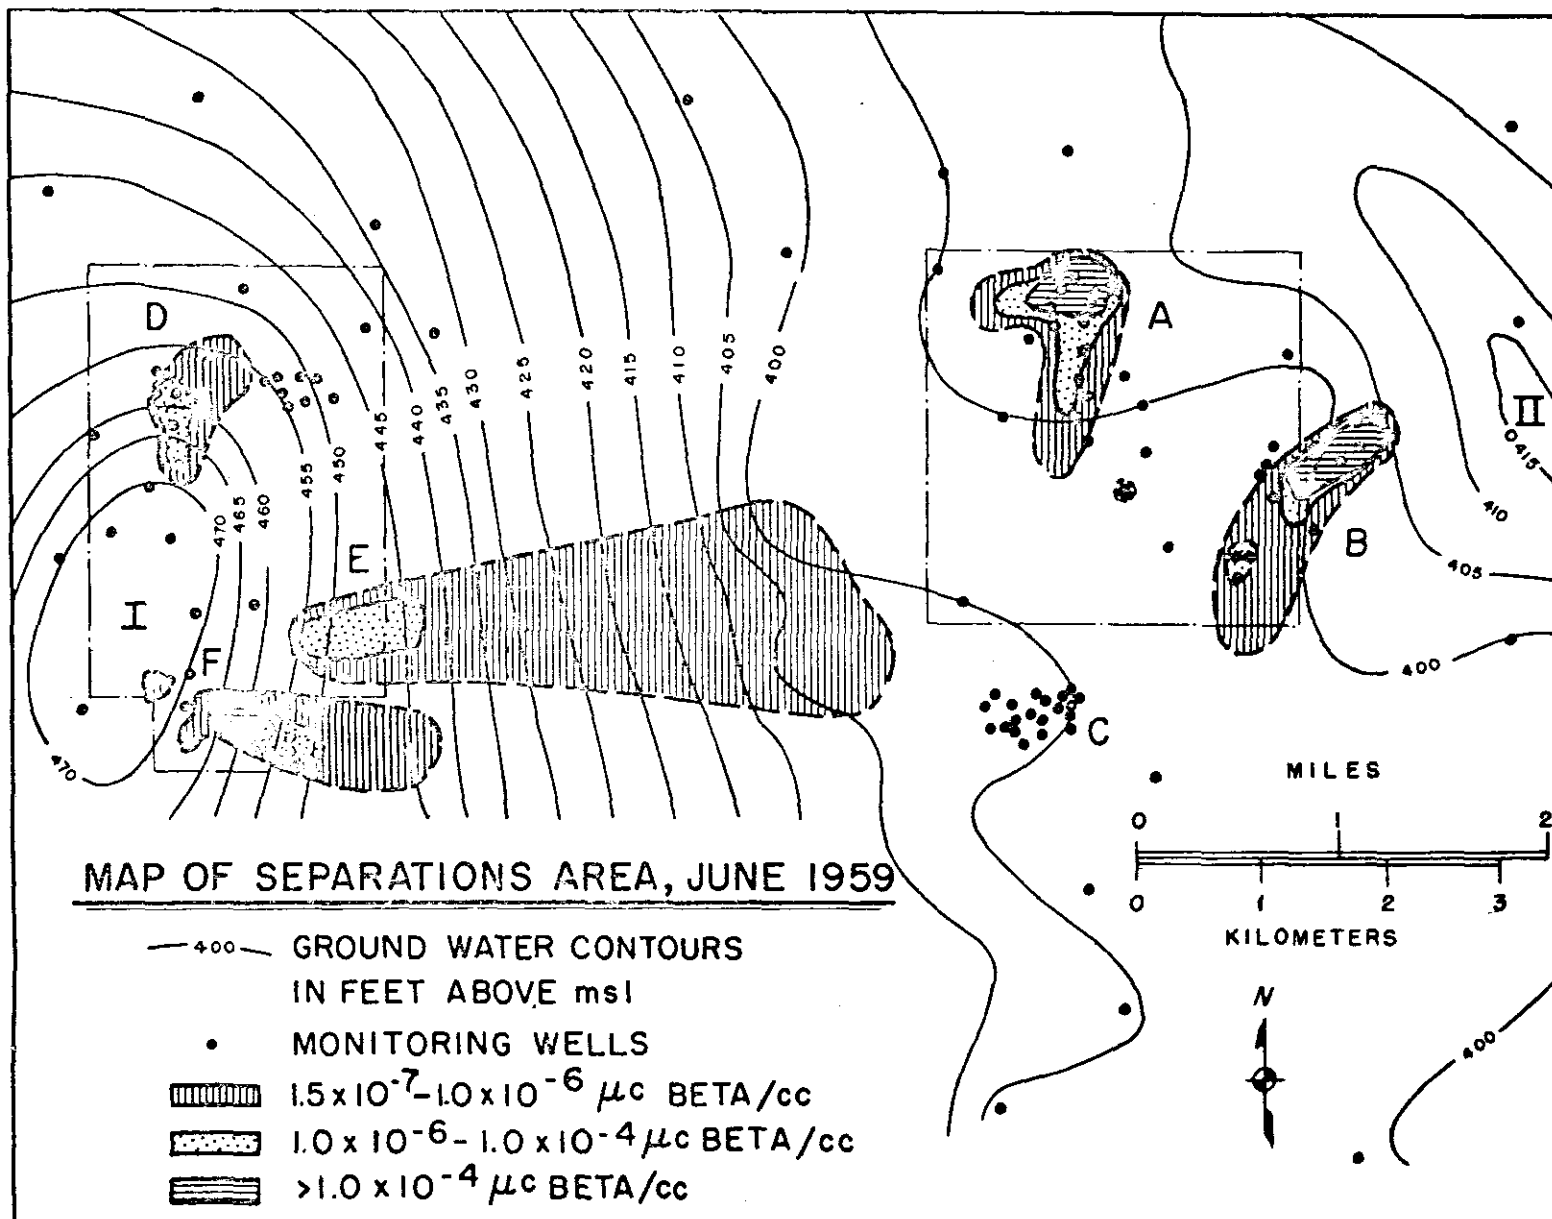 D
A
II
0415
410
405
400
B
E
I
F
C
470
465
460
455
450
445
440
435
430
425
420
415
410
405
400
470
MILES
0 1 2
0 1 2 3
KILOMETERS
N
400
MAP OF SEPARATIONS AREA, JUNE 1959
400 GROUND WATER CONTOURS
IN FEET ABOVE msl
MONITORING WELLS
1.5 x 10-7-1.0 x 10-6 μc BETA/cc
1.0 x 10-6-1.0 x 10-4 μc BETA/cc
>1.0 x 10-4 μc BETA/cc